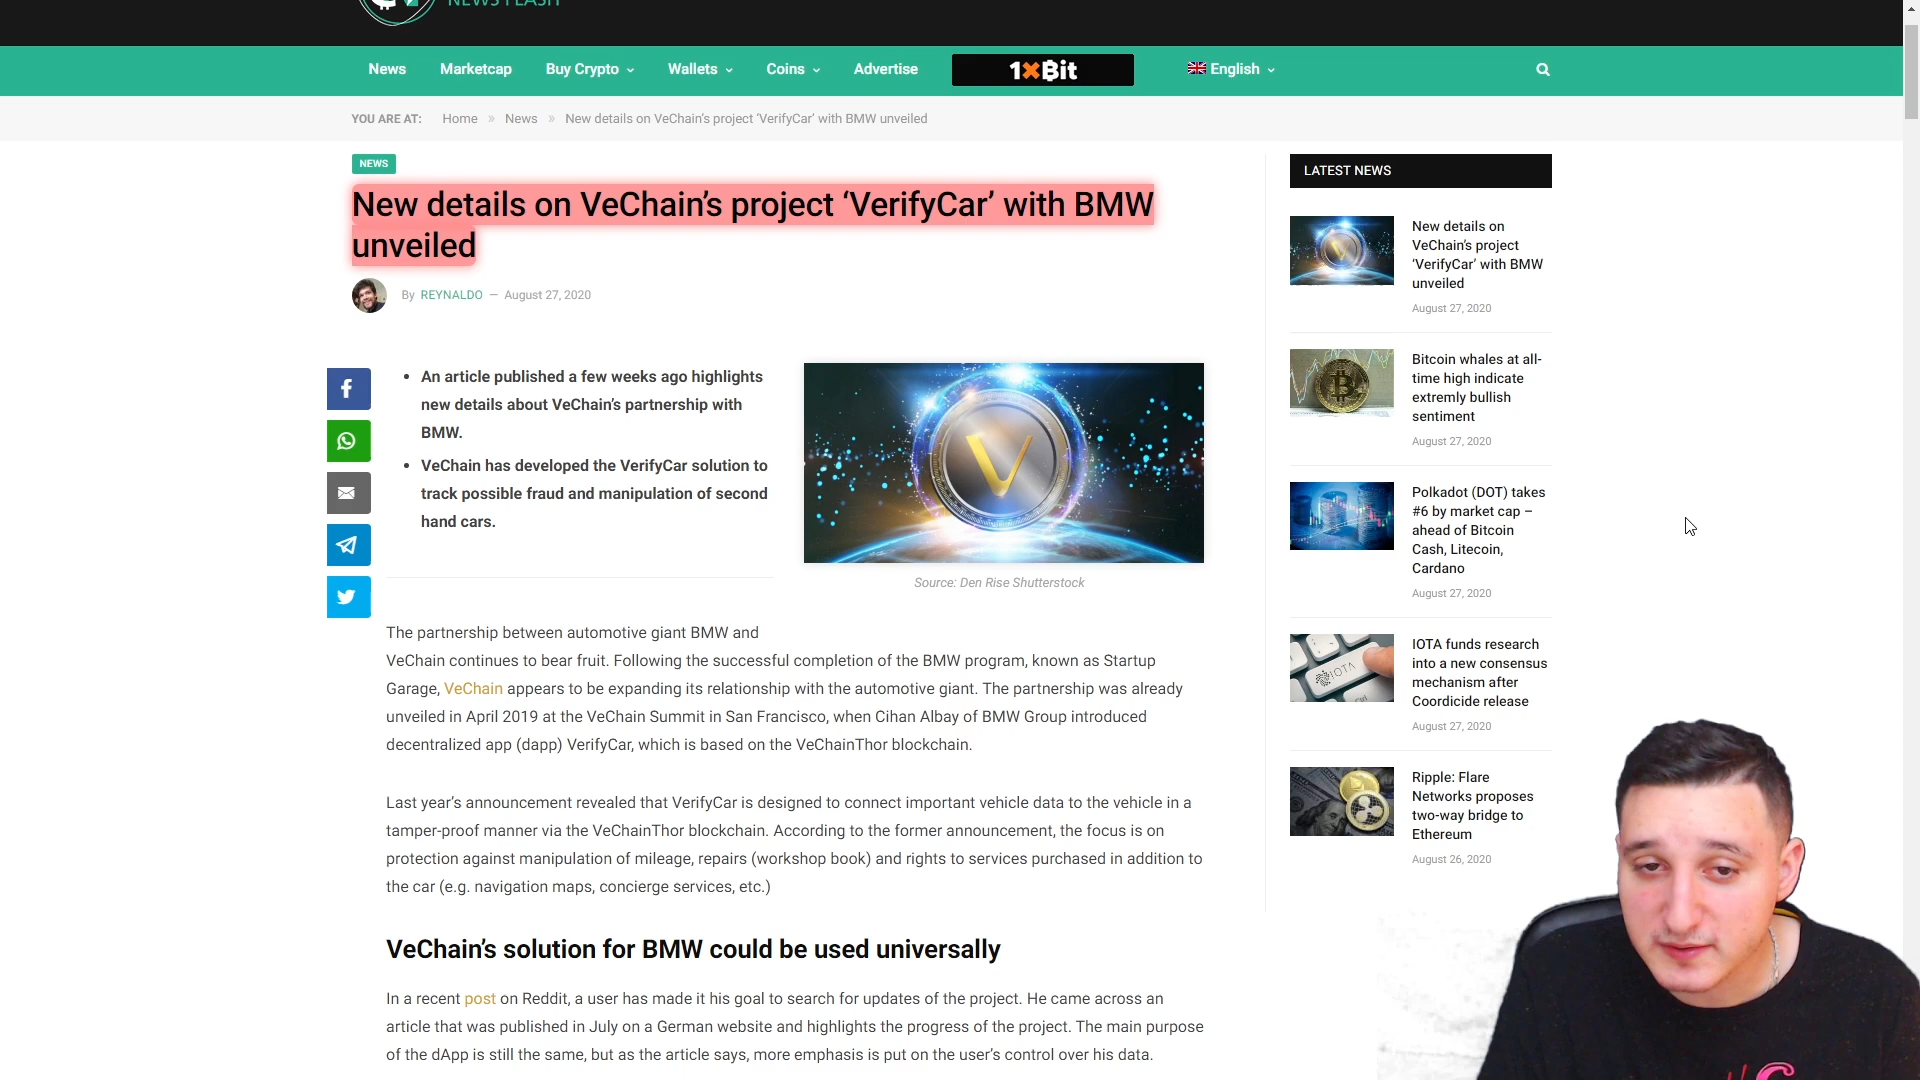 NEWS FLASH
News Marketcap Buy Crypto Wallets Coins Advertise 1xBit English
YOU ARE AT: Home » News » New details on VeChain’s project ‘VerifyCar’ with BMW unveiled
NEWS
New details on VeChain’s project ‘VerifyCar’ with BMW
unveiled
By REYNALDO — August 27, 2020
• An article published a few weeks ago highlights
new details about VeChain’s partnership with
BMW.
• VeChain has developed the VerifyCar solution to
track possible fraud and manipulation of second
hand cars.
Source: Den Rise Shutterstock
The partnership between automotive giant BMW and
VeChain continues to bear fruit. Following the successful completion of the BMW program, known as Startup
Garage, VeChain appears to be expanding its relationship with the automotive giant. The partnership was already
unveiled in April 2019 at the VeChain Summit in San Francisco, when Cihan Albay of BMW Group introduced
decentralized app (dapp) VerifyCar, which is based on the VeChainThor blockchain.
Last year’s announcement revealed that VerifyCar is designed to connect important vehicle data to the vehicle in a
tamper-proof manner via the VeChainThor blockchain. According to the former announcement, the focus is on
protection against manipulation of mileage, repairs (workshop book) and rights to services purchased in addition to
the car (e.g. navigation maps, concierge services, etc.)
VeChain’s solution for BMW could be used universally
In a recent post on Reddit, a user has made it his goal to search for updates of the project. He came across an
article that was published in July on a German website and highlights the progress of the project. The main purpose
of the dApp is still the same, but as the article says, more emphasis is put on the user’s control over his data.
LATEST NEWS
New details on
VeChain’s project
‘VerifyCar’ with BMW
unveiled
August 27, 2020
Bitcoin whales at all-
time high indicate
extremly bullish
sentiment
August 27, 2020
Polkadot (DOT) takes
#6 by market cap –
ahead of Bitcoin
Cash, Litecoin,
Cardano
August 27, 2020
IOTA
Ctrl
IOTA funds research
into a new consensus
mechanism after
Coordicide release
August 27, 2020
Ripple: Flare
Networks proposes
two-way bridge to
Ethereum
August 26, 2020